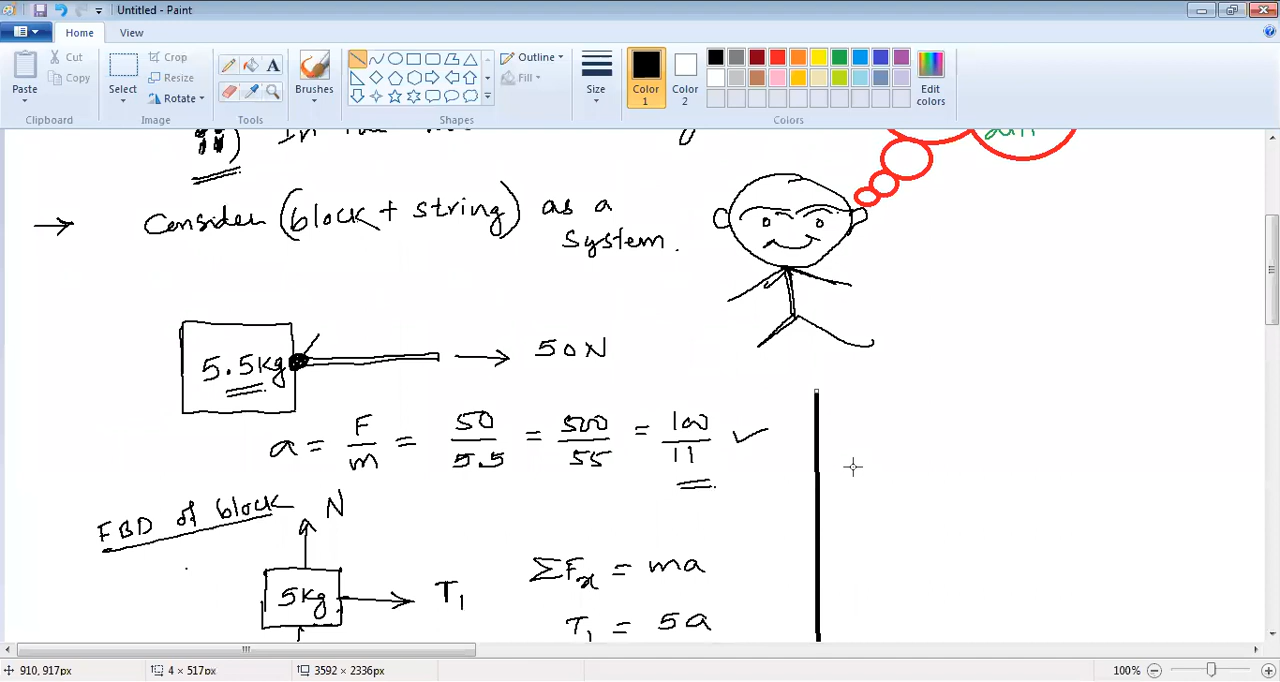 Untitled - Paint
Home
View
Paste
Cut
Copy
Clipboard
Select
Crop
Resize
Rotate
Image
Tools
Brushes
Shapes
Outline
Fill
Size
Color 1
Color 2
Edit colors
Colors
ii) In the
→ Consider (block + string) as a
system.
5.5kg → 50N
a = F/m = 50/5.5 = 500/55 = 100/11 ✓
FBD of block
N
5kg → T₁
ΣFₓ = ma
T₁ = 5a
910, 917px
4 × 517px
3592 × 2336px
100%